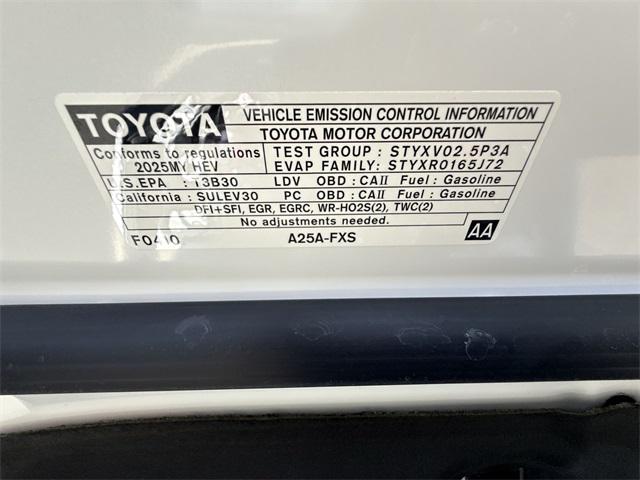 TOYOTA VEHICLE EMISSION CONTROL INFORMATION
TOYOTA MOTOR CORPORATION
Conforms to regulations TEST GROUP : STYXV02.5P3A
2025MY HEV EVAP FAMILY: STYXR0165J72
U.S.EPA : T3B30 LDV OBD : CAII Fuel : Gasoline
California : SULEV30 PC OBD : CAII Fuel : Gasoline
DFI+SFI, EGR, EGRC, WR-HO2S(2), TWC(2)
No adjustments needed.
F0410 A25A-FXS AA